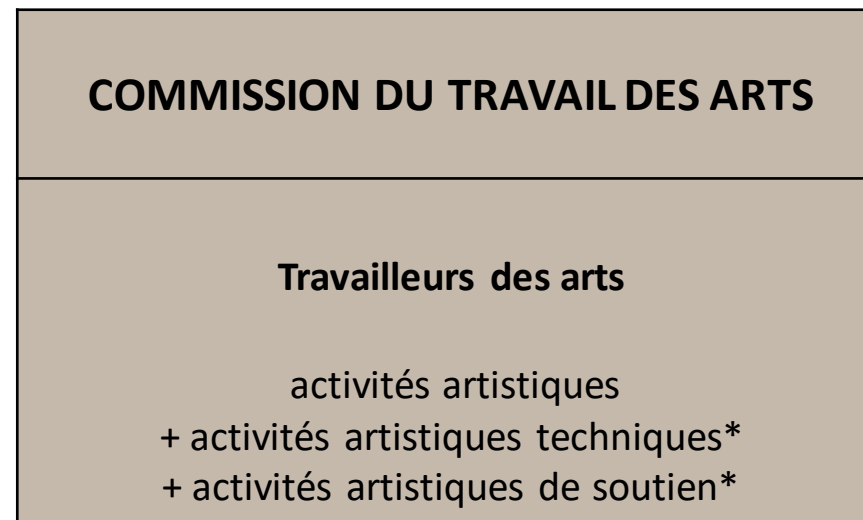 COMMISSION DU TRAVAIL DES ARTS
Travailleurs des arts
activités artistiques
+ activités artistiques techniques*
+ activités artistiques de soutien*